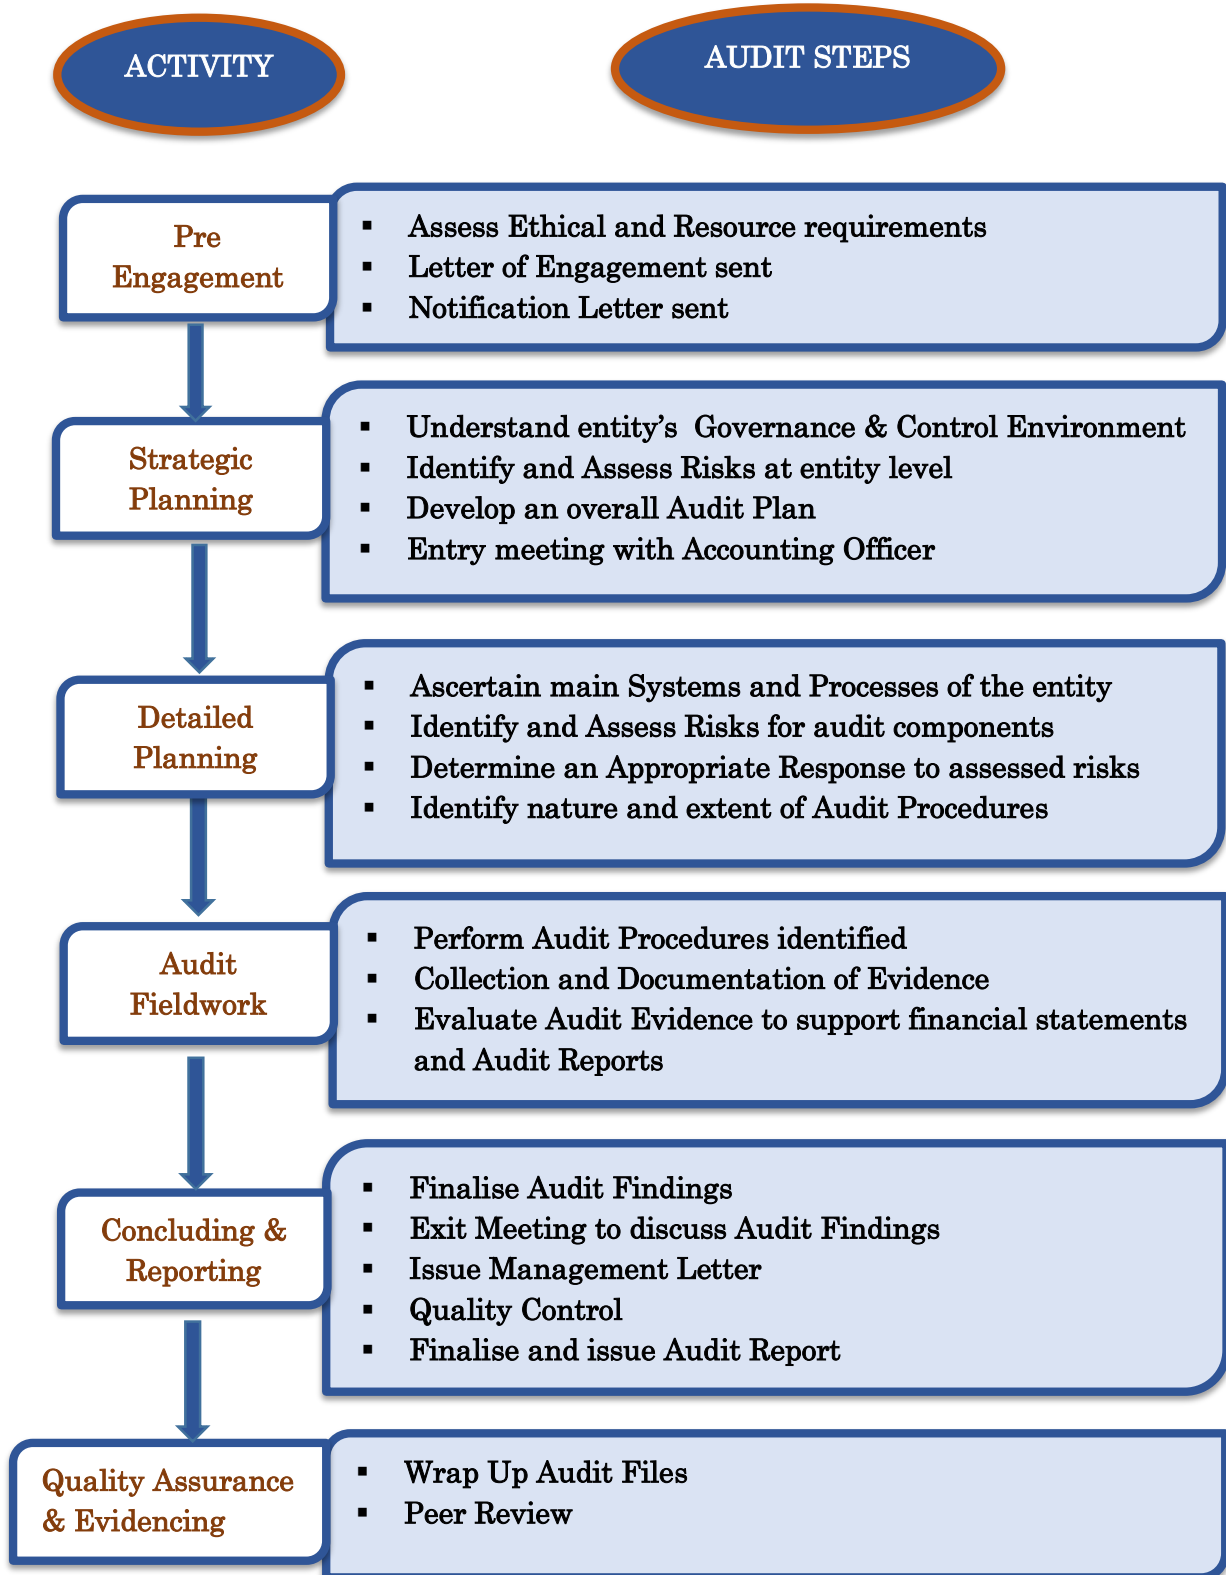 ACTIVITY
AUDIT STEPS
Pre
Engagement
▪ Assess Ethical and Resource requirements
▪ Letter of Engagement sent
▪ Notification Letter sent
Strategic
Planning
▪ Understand entity’s Governance & Control Environment
▪ Identify and Assess Risks at entity level
▪ Develop an overall Audit Plan
▪ Entry meeting with Accounting Officer
Detailed
Planning
▪ Ascertain main Systems and Processes of the entity
▪ Identify and Assess Risks for audit components
▪ Determine an Appropriate Response to assessed risks
▪ Identify nature and extent of Audit Procedures
Audit
Fieldwork
▪ Perform Audit Procedures identified
▪ Collection and Documentation of Evidence
▪ Evaluate Audit Evidence to support financial statements
and Audit Reports
Concluding &
Reporting
▪ Finalise Audit Findings
▪ Exit Meeting to discuss Audit Findings
▪ Issue Management Letter
▪ Quality Control
▪ Finalise and issue Audit Report
Quality Assurance
& Evidencing
▪ Wrap Up Audit Files
▪ Peer Review